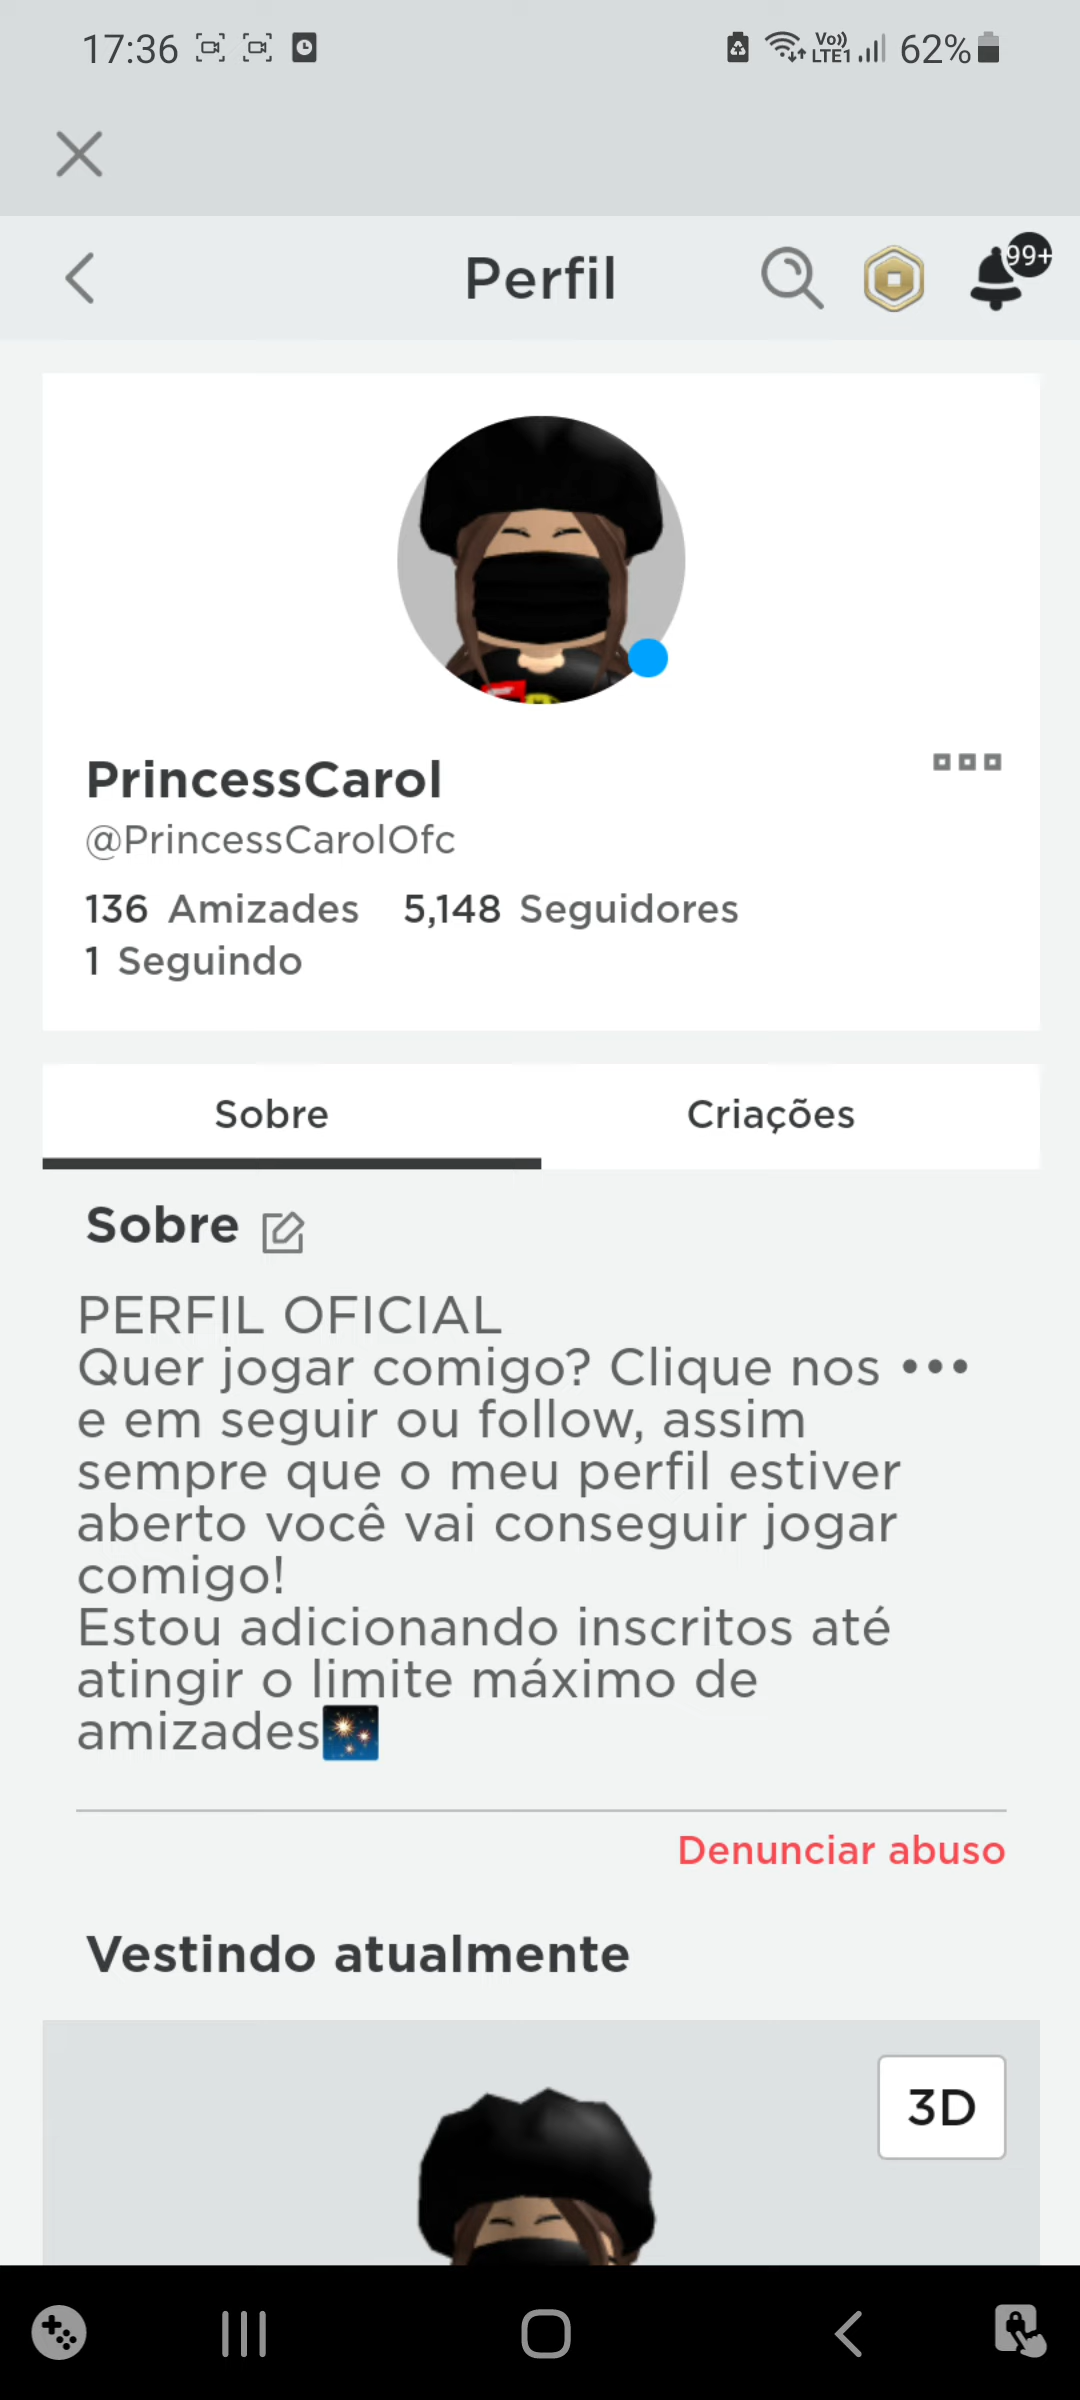 17:36 Vo)) LTE1 62%
Perfil 99+
PrincessCarol
@PrincessCarolOfc
136 Amizades 5,148 Seguidores
1 Seguindo
Sobre Criações
Sobre
PERFIL OFICIAL
Quer jogar comigo? Clique nos •••
e em seguir ou follow, assim
sempre que o meu perfil estiver
aberto você vai conseguir jogar
comigo!
Estou adicionando inscritos até
atingir o limite máximo de
amizades🎇
Denunciar abuso
Vestindo atualmente
3D